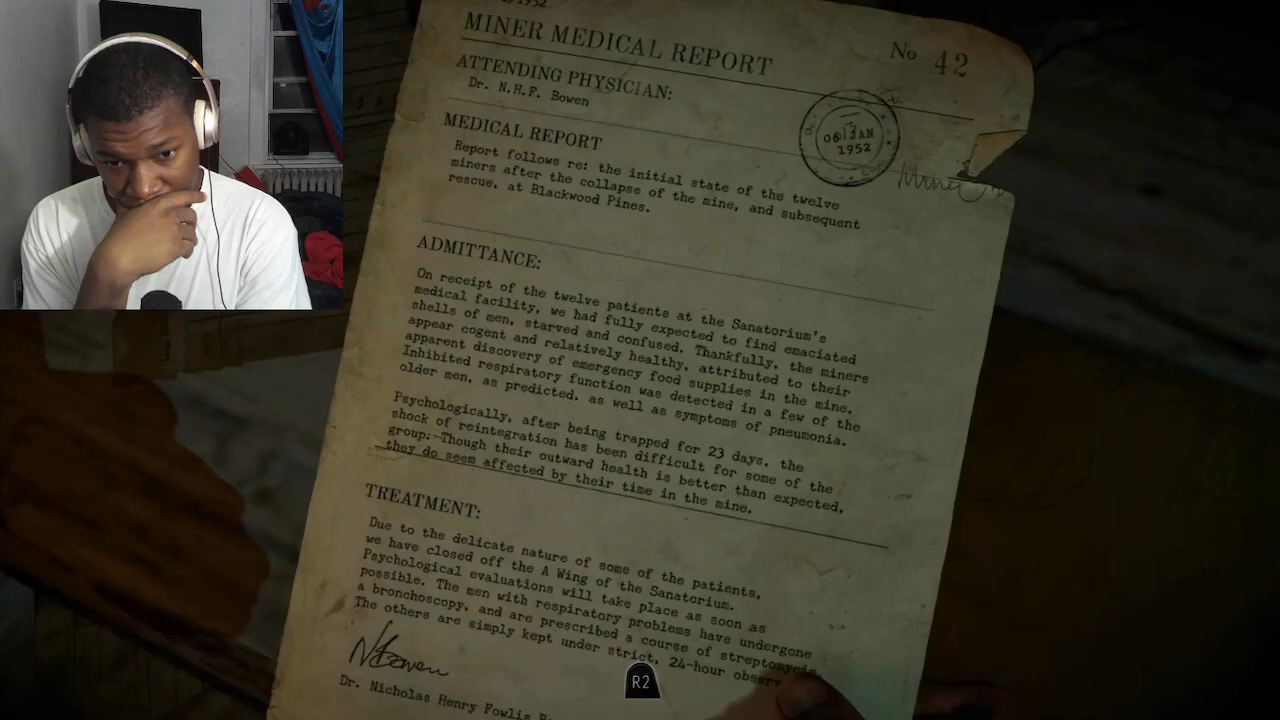 /1952
MINER MEDICAL REPORT
No 42
ATTENDING PHYSICIAN:
Dr. N.H.F. Bowen
06 JAN
1952
MEDICAL REPORT
Report follows re: the initial state of the twelve
miners after the collapse of the mine, and subsequent
rescue, at Blackwood Pines.
ADMITTANCE:
On receipt of the twelve patients at the Sanatorium's
medical facility, we had fully expected to find emaciated
shells of men, starved and confused. Thankfully, the miners
appear cogent and relatively healthy, attributed to their
apparent discovery of emergency food supplies in the mine.
Inhibited respiratory function was detected in a few of the
older men, as predicted, as well as symptoms of pneumonia.
Psychologically, after being trapped for 23 days, the
shock of reintegration has been difficult for some of the
group. Though their outward health is better than expected,
they do seem affected by their time in the mine.
TREATMENT:
Due to the delicate nature of some of the patients,
we have closed off the A Wing of the Sanatorium.
Psychological evaluations will take place as soon as
possible. The men with respiratory problems have undergone
a bronchoscopy, and are prescribed a course of
The others are simply kept under strict, 24-hour
NBowen
Dr. Nicholas Henry Fowlis
R2